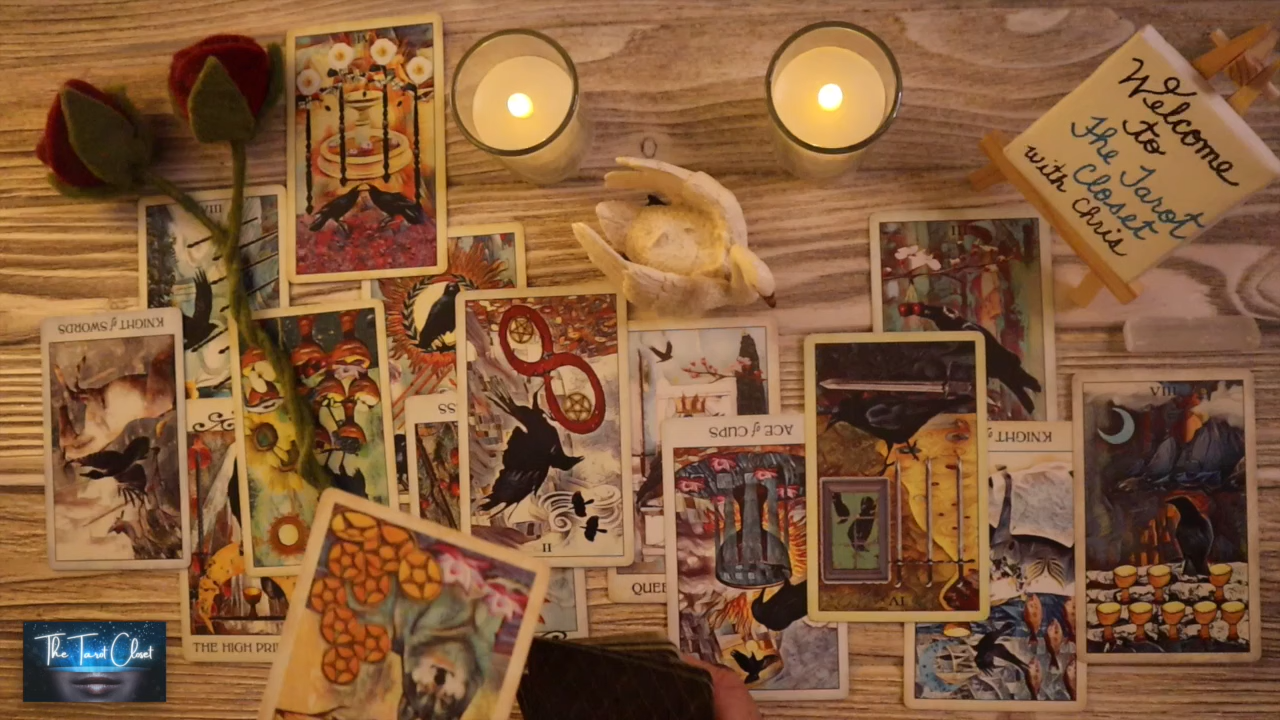 Welcome
to
The Tarot
Closet
with Chris
VIII
KNIGHT of SWORDS
VIII
ACE of CUPS
KNIGHT
II
QUEE
IV
THE HIGH PRI
The Tarot Closet